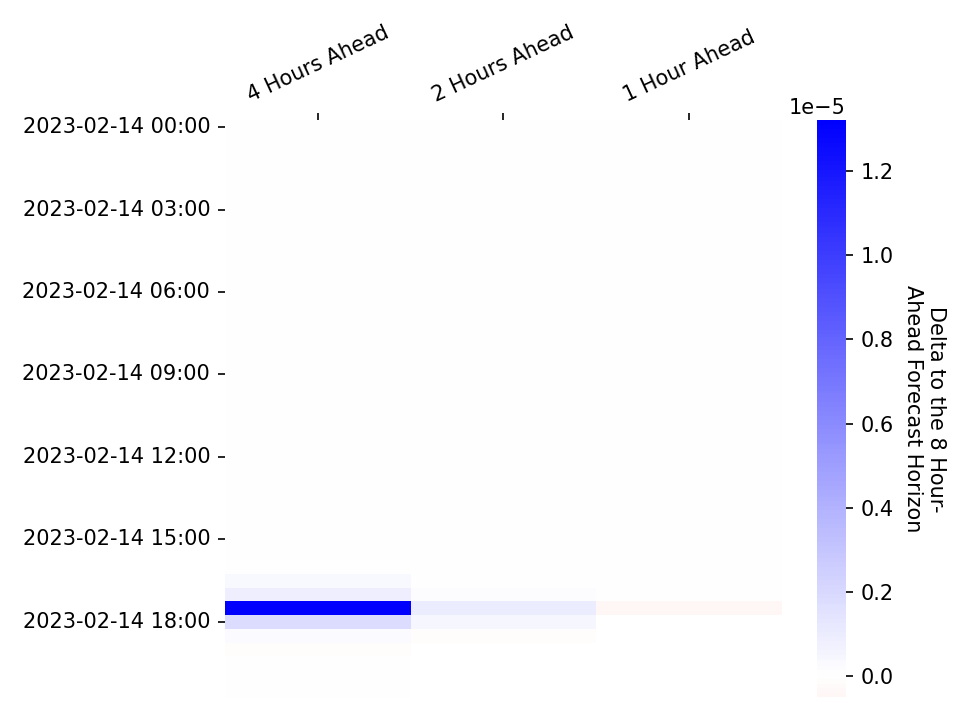 4 Hours Ahead
2 Hours Ahead
1 Hour Ahead
2023-02-14 00:00
2023-02-14 03:00
2023-02-14 06:00
2023-02-14 09:00
2023-02-14 12:00
2023-02-14 15:00
2023-02-14 18:00
1e−5
1.2
1.0
0.8
0.6
0.4
0.2
0.0
Delta to the 8 Hour-
Ahead Forecast Horizon